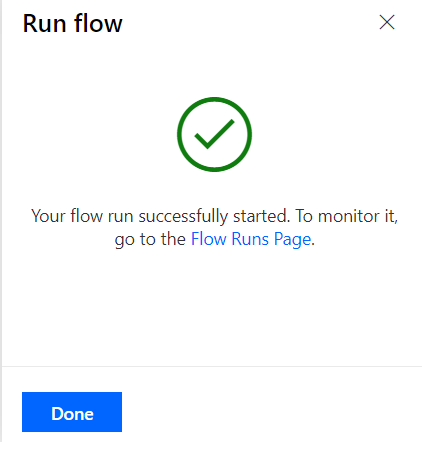 Run flow
Your flow run successfully started. To monitor it,
go to the Flow Runs Page.
Done